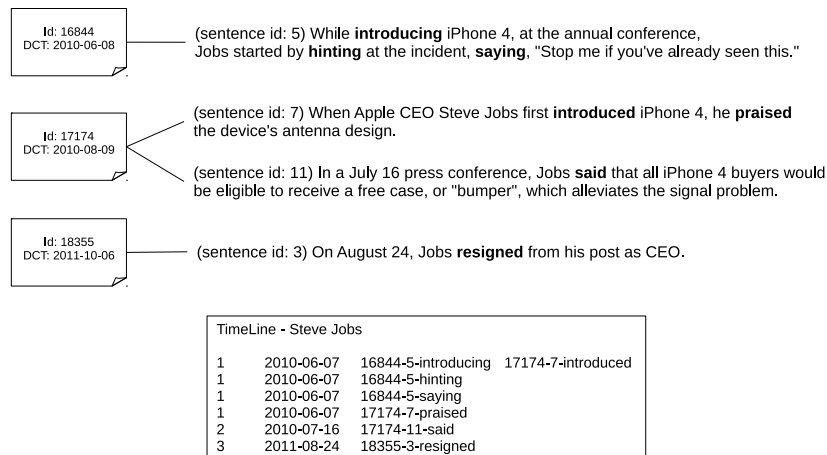 Id: 16844
DCT: 2010-06-08
(sentence id: 5) While introducing iPhone 4, at the annual conference,
Jobs started by hinting at the incident, saying, "Stop me if you've already seen this."
Id: 17174
DCT: 2010-08-09
(sentence id: 7) When Apple CEO Steve Jobs first introduced iPhone 4, he praised
the device's antenna design.
(sentence id: 11) In a July 16 press conference, Jobs said that all iPhone 4 buyers would
be eligible to receive a free case, or "bumper", which alleviates the signal problem.
Id: 18355
DCT: 2011-10-06
(sentence id: 3) On August 24, Jobs resigned from his post as CEO.
TimeLine - Steve Jobs
1 2010-06-07 16844-5-introducing 17174-7-introduced
1 2010-06-07 16844-5-hinting
1 2010-06-07 16844-5-saying
1 2010-06-07 17174-7-praised
2 2010-07-16 17174-11-said
3 2011-08-24 18355-3-resigned